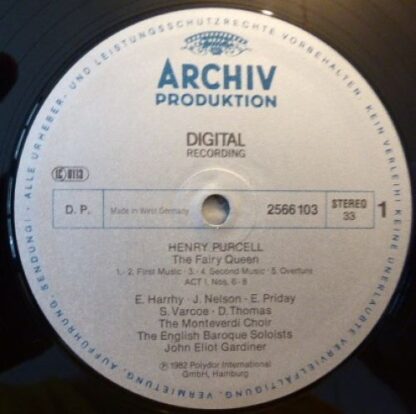 ALLE URHEBER- UND LEISTUNGSSCHUTZRECHTE VORBEHALTEN · KEIN VERLEIH! KEINE UNERLAUBTE VERVIELFÄLTIGUNG, VERMIETUNG, AUFFÜHRUNG, SENDUNG! ·
ARCHIV
PRODUKTION
DIGITAL
RECORDING
LC 0113
D. P. Made in West Germany 2566 103 STEREO 33 1
HENRY PURCELL
The Fairy Queen
1.- 2. First Music · 3.- 4. Second Music · 5. Overture
ACT I, Nos. 6 - 8
E. Harrhy · J. Nelson · E. Priday
S. Varcoe · D. Thomas
The Monteverdi Choir
The English Baroque Soloists
John Eliot Gardiner
℗ 1982 Polydor International
GmbH, Hamburg